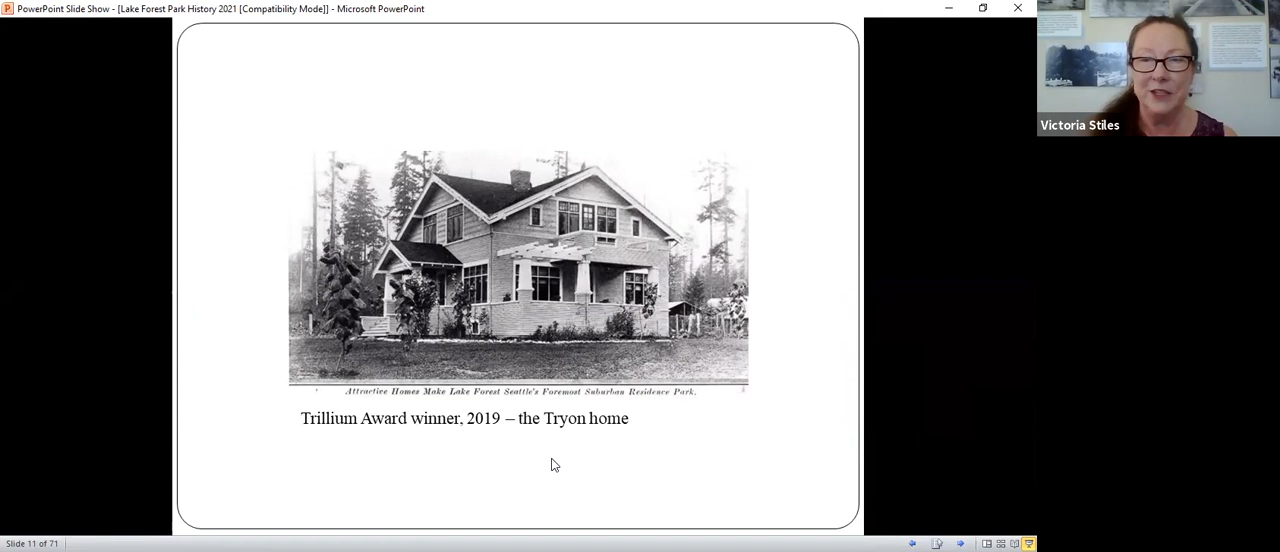 PowerPoint Slide Show - [Lake Forest Park History 2021 [Compatibility Mode]] - Microsoft PowerPoint
Victoria Stiles
Attractive Homes Make Lake Forest Seattle's Foremost Suburban Residence Park.
Trillium Award winner, 2019 – the Tryon home
Slide 11 of 71